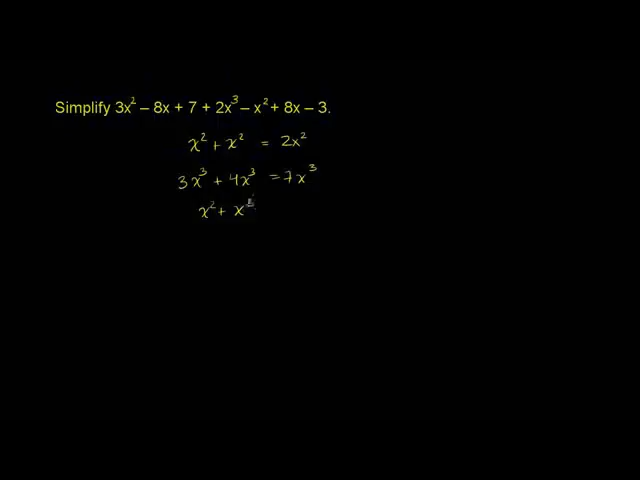 Simplify 3x² – 8x + 7 + 2x³ – x² + 8x – 3.
x² + x² = 2x²
3x³ + 4x³ = 7x³
x² + x